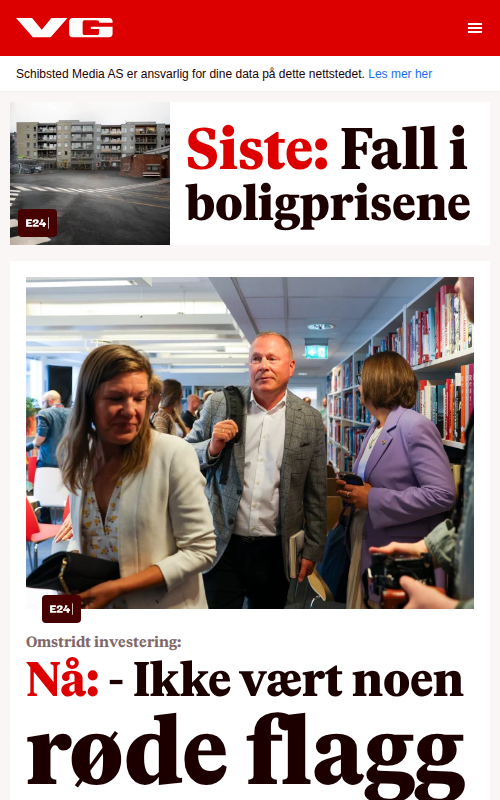 VG
Schibsted Media AS er ansvarlig for dine data på dette nettstedet. Les mer her
Siste: Fall i
boligprisene
E24
E24
Omstridt investering:
Nå: - Ikke vært noen
røde flagg